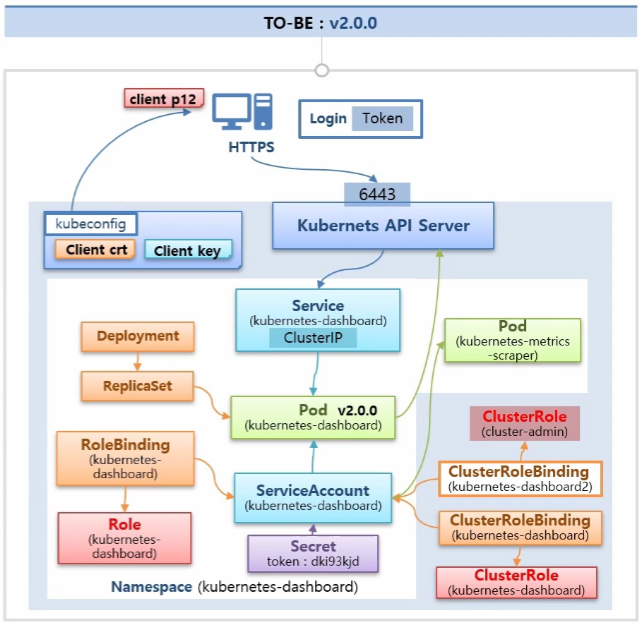 TO-BE : v2.0.0
client p12
HTTPS
Login Token
6443
kubeconfig
Client crt Client key
Kubernets API Server
Service
(kubernetes-dashboard)
ClusterIP
Deployment
ReplicaSet
Pod
(kubernetes-metrics
-scraper)
Pod v2.0.0
(kubernetes-dashboard)
ClusterRole
(cluster-admin)
RoleBinding
(kubernetes-
dashboard)
ServiceAccount
(kubernetes-dashboard)
ClusterRoleBinding
(kubernetes-dashboard2)
ClusterRoleBinding
(kubernetes-dashboard)
Role
(kubernetes-
dashboard)
Secret
token : dki93kjd
ClusterRole
(kubernetes-dashboard)
Namespace (kubernetes-dashboard)